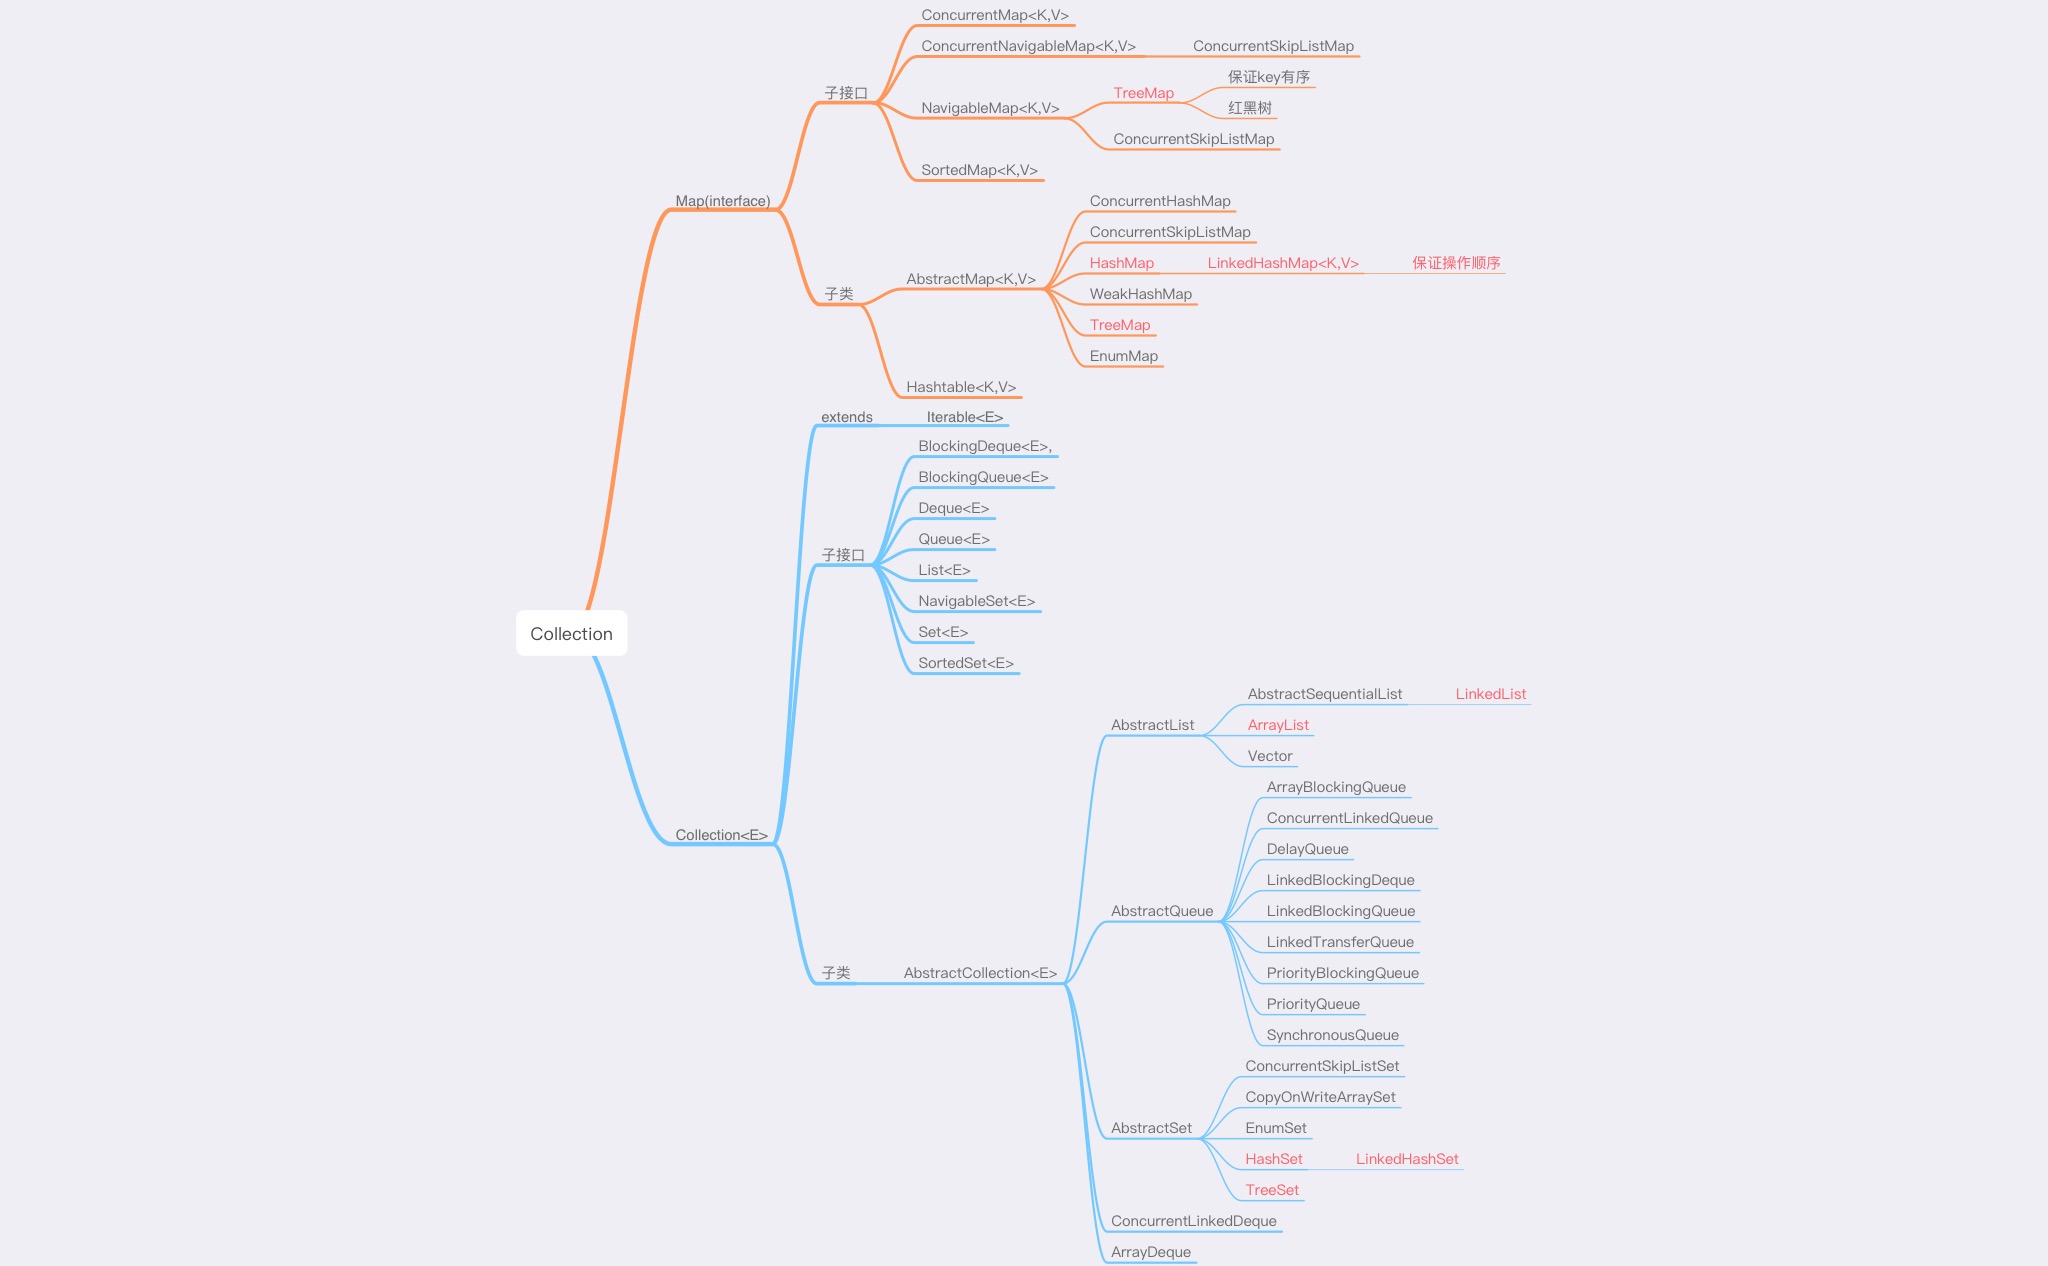 Collection
Map(interface)
子接口
ConcurrentMap<K,V>
ConcurrentNavigableMap<K,V>
ConcurrentSkipListMap
NavigableMap<K,V>
TreeMap
保证key有序
红黑树
ConcurrentSkipListMap
SortedMap<K,V>
子类
AbstractMap<K,V>
ConcurrentHashMap
ConcurrentSkipListMap
HashMap
LinkedHashMap<K,V>
保证操作顺序
WeakHashMap
TreeMap
EnumMap
Hashtable<K,V>
Collection<E>
extends
Iterable<E>
子接口
BlockingDeque<E>,
BlockingQueue<E>
Deque<E>
Queue<E>
List<E>
NavigableSet<E>
Set<E>
SortedSet<E>
子类
AbstractCollection<E>
AbstractList
AbstractSequentialList
LinkedList
ArrayList
Vector
AbstractQueue
ArrayBlockingQueue
ConcurrentLinkedQueue
DelayQueue
LinkedBlockingDeque
LinkedBlockingQueue
LinkedTransferQueue
PriorityBlockingQueue
PriorityQueue
SynchronousQueue
AbstractSet
ConcurrentSkipListSet
CopyOnWriteArraySet
EnumSet
HashSet
LinkedHashSet
TreeSet
ConcurrentLinkedDeque
ArrayDeque